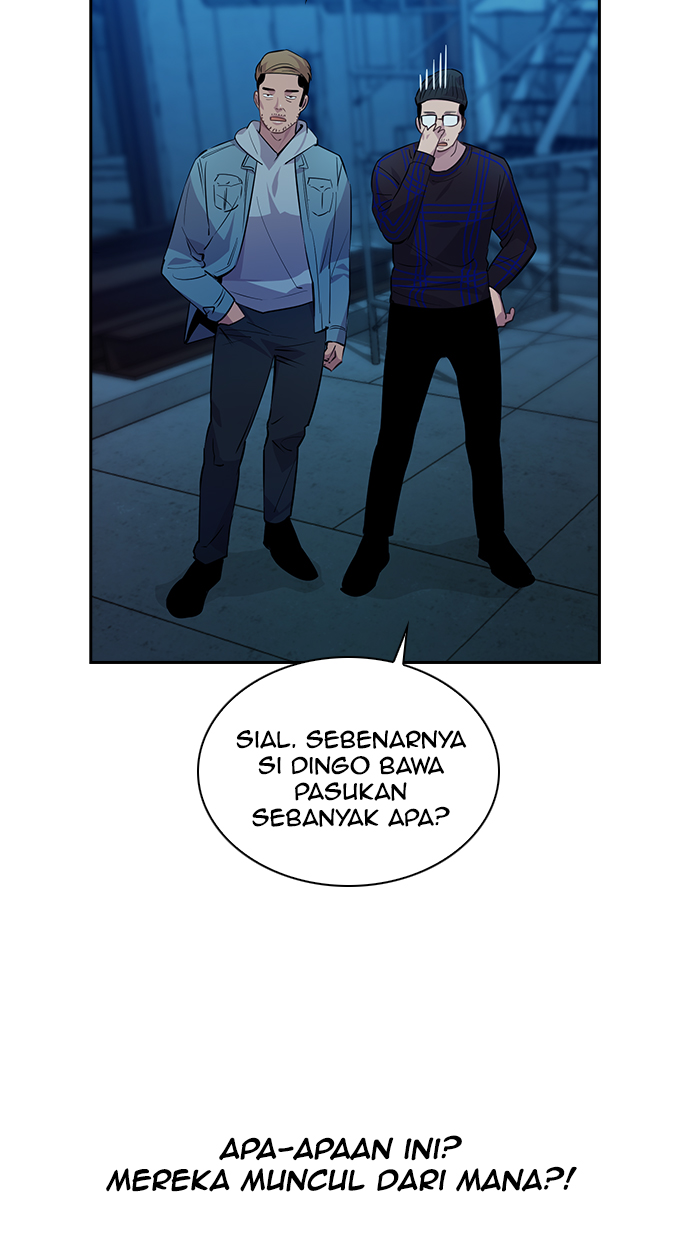 SIAL. SEBENARNYA
SI DINGO BAWA
PASUKAN
SEBANYAK APA?
APA-APAAN INI?
MEREKA MUNCUL DARI MANA?!